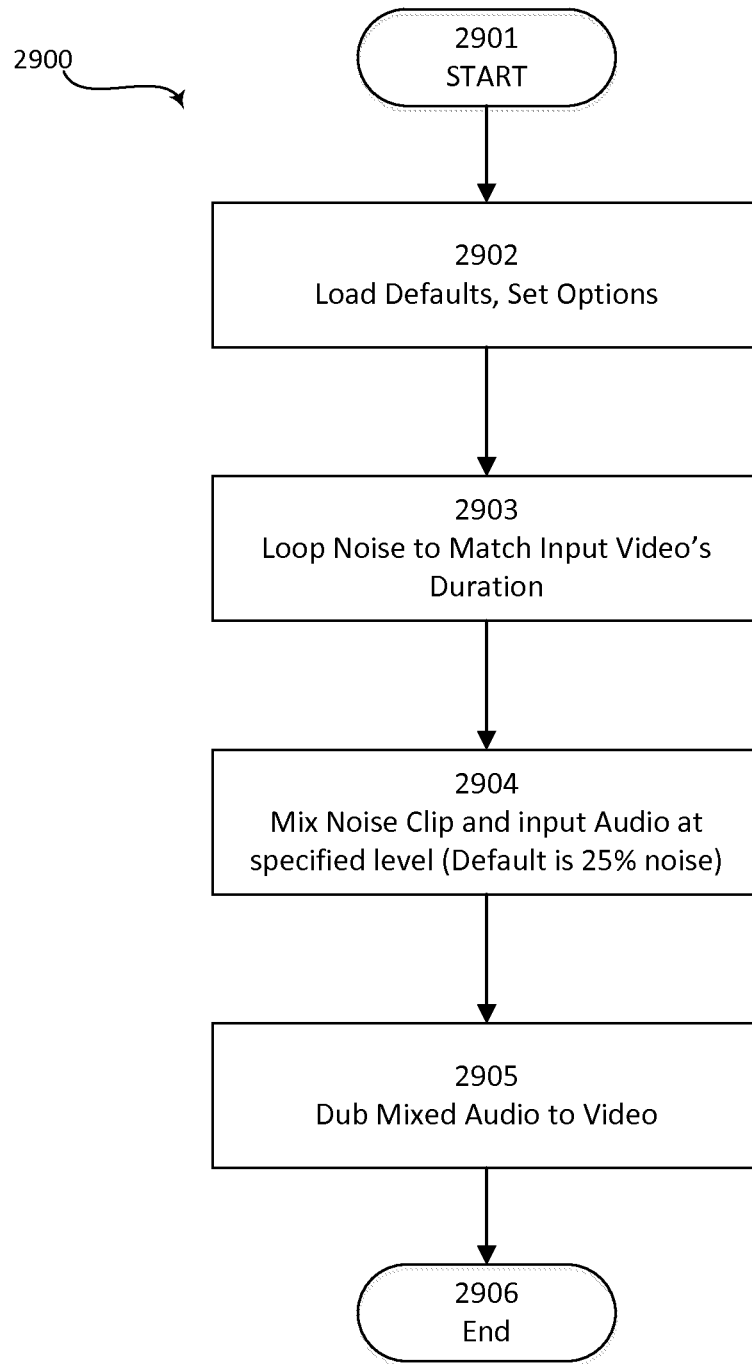 2900
2901
START
2902
Load Defaults, Set Options
2903
Loop Noise to Match Input Video’s
Duration
2904
Mix Noise Clip and input Audio at
specified level (Default is 25% noise)
2905
Dub Mixed Audio to Video
2906
End